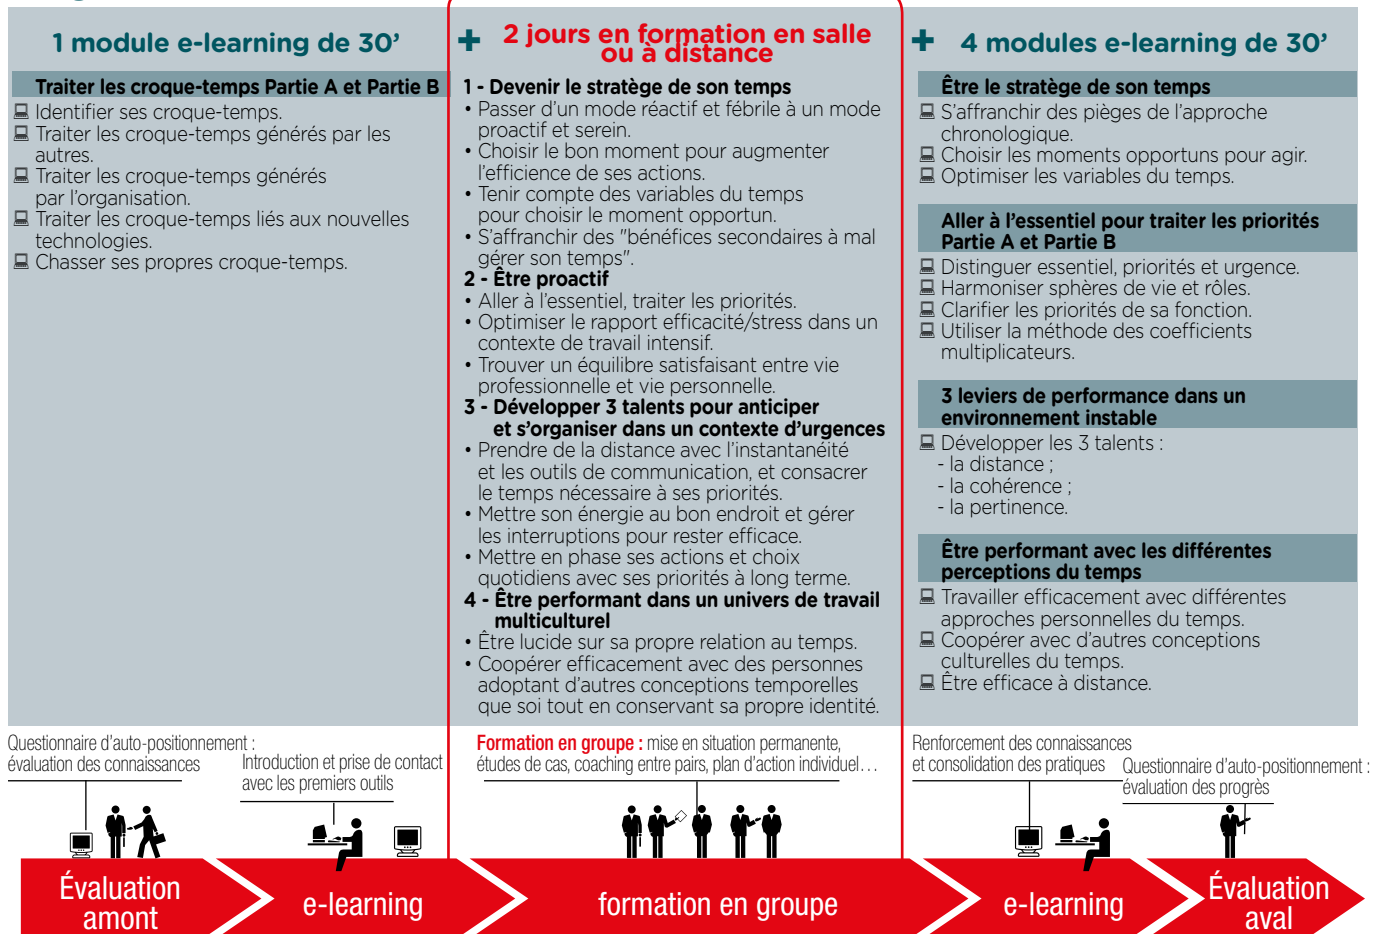 1 module e-learning de 30’
Traiter les croque-temps Partie A et Partie B
Identifier ses croque-temps.
Traiter les croque-temps générés par les
autres.
Traiter les croque-temps générés
par l’organisation.
Traiter les croque-temps liés aux nouvelles
technologies.
Chasser ses propres croque-temps.
+ 2 jours en formation en salle
ou à distance
1 - Devenir le stratège de son temps
• Passer d’un mode réactif et fébrile à un mode
proactif et serein.
• Choisir le bon moment pour augmenter
l’efficience de ses actions.
• Tenir compte des variables du temps
pour choisir le moment opportun.
• S’affranchir des "bénéfices secondaires à mal
gérer son temps".
2 - Être proactif
• Aller à l’essentiel, traiter les priorités.
• Optimiser le rapport efficacité/stress dans un
contexte de travail intensif.
• Trouver un équilibre satisfaisant entre vie
professionnelle et vie personnelle.
3 - Développer 3 talents pour anticiper
et s’organiser dans un contexte d’urgences
• Prendre de la distance avec l’instantanéité
et les outils de communication, et consacrer
le temps nécessaire à ses priorités.
• Mettre son énergie au bon endroit et gérer
les interruptions pour rester efficace.
• Mettre en phase ses actions et choix
quotidiens avec ses priorités à long terme.
4 - Être performant dans un univers de travail
multiculturel
• Être lucide sur sa propre relation au temps.
• Coopérer efficacement avec des personnes
adoptant d’autres conceptions temporelles
que soi tout en conservant sa propre identité.
+ 4 modules e-learning de 30’
Être le stratège de son temps
S’affranchir des pièges de l’approche
chronologique.
Choisir les moments opportuns pour agir.
Optimiser les variables du temps.
Aller à l’essentiel pour traiter les priorités
Partie A et Partie B
Distinguer essentiel, priorités et urgence.
Harmoniser sphères de vie et rôles.
Clarifier les priorités de sa fonction.
Utiliser la méthode des coefficients
multiplicateurs.
3 leviers de performance dans un
environnement instable
Développer les 3 talents :
- la distance ;
- la cohérence ;
- la pertinence.
Être performant avec les différentes
perceptions du temps
Travailler efficacement avec différentes
approches personnelles du temps.
Coopérer avec d’autres conceptions
culturelles du temps.
Être efficace à distance.
Questionnaire d’auto-positionnement :
évaluation des connaissances
Introduction et prise de contact
avec les premiers outils
Formation en groupe : mise en situation permanente,
études de cas, coaching entre pairs, plan d’action individuel…
Renforcement des connaissances
et consolidation des pratiques
Questionnaire d’auto-positionnement :
évaluation des progrès
Évaluation
amont
e-learning
formation en groupe
e-learning
Évaluation
aval